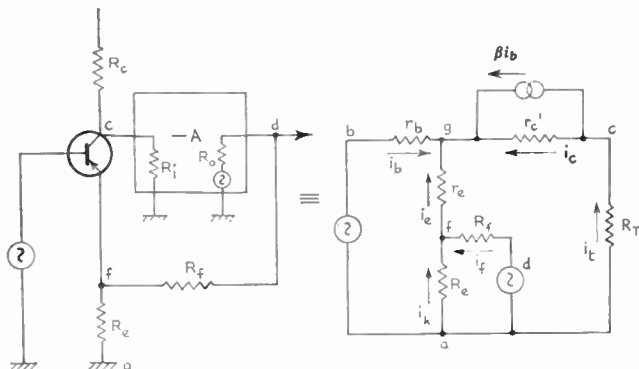 R_c
c
d
−A
R_i
R_o
f
R_f
R_e
a
≡
βi_b
b
r_b
g
r_c'
c
i_b
i_c
r_e
i_e
f
R_f
R_T
i_t
d
i_f
R_e
i_k
a